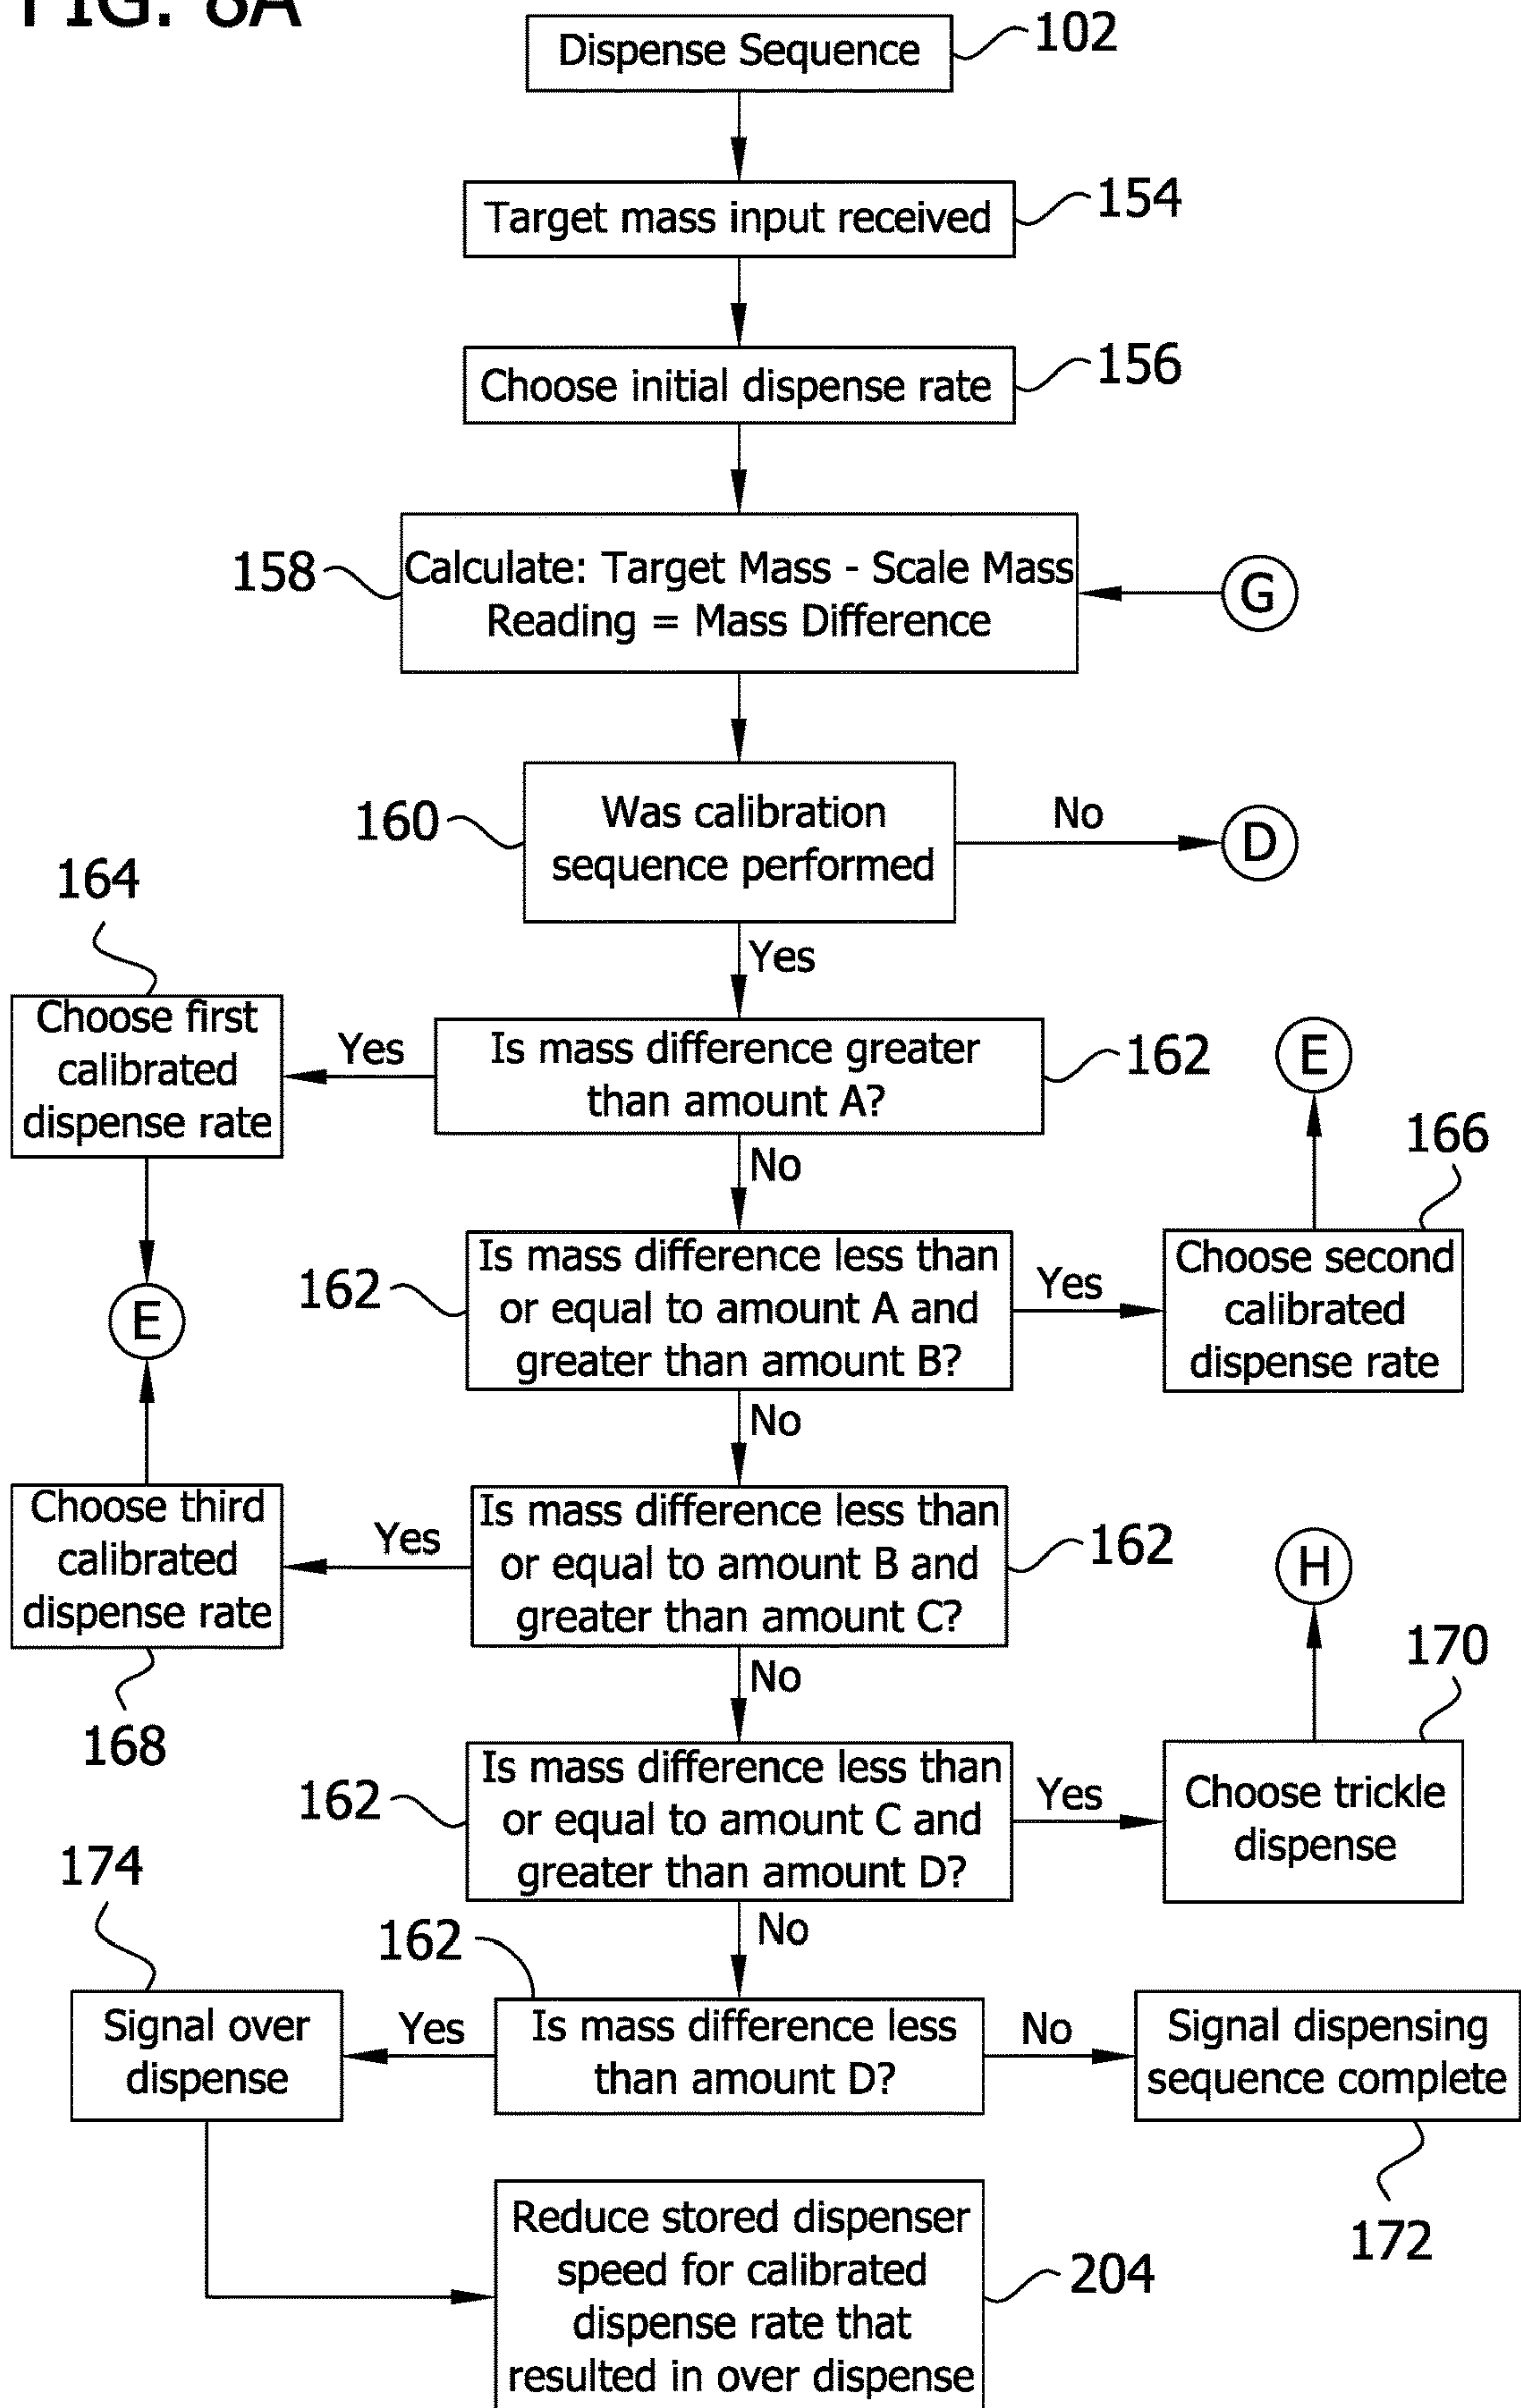 FIG. 8A
Dispense Sequence
102
Target mass input received
154
Choose initial dispense rate
156
158
Calculate: Target Mass - Scale Mass
Reading = Mass Difference
G
160
Was calibration
sequence performed
No
D
Yes
164
Choose first
calibrated
dispense rate
Yes
Is mass difference greater
than amount A?
162
E
No
166
162
Is mass difference less than
or equal to amount A and
greater than amount B?
Yes
Choose second
calibrated
dispense rate
E
No
Choose third
calibrated
dispense rate
Yes
Is mass difference less than
or equal to amount B and
greater than amount C?
162
H
168
No
170
162
Is mass difference less than
or equal to amount C and
greater than amount D?
Yes
Choose trickle
dispense
174
No
162
Signal over
dispense
Yes
Is mass difference less
than amount D?
No
Signal dispensing
sequence complete
172
Reduce stored dispenser
speed for calibrated
dispense rate that
resulted in over dispense
204